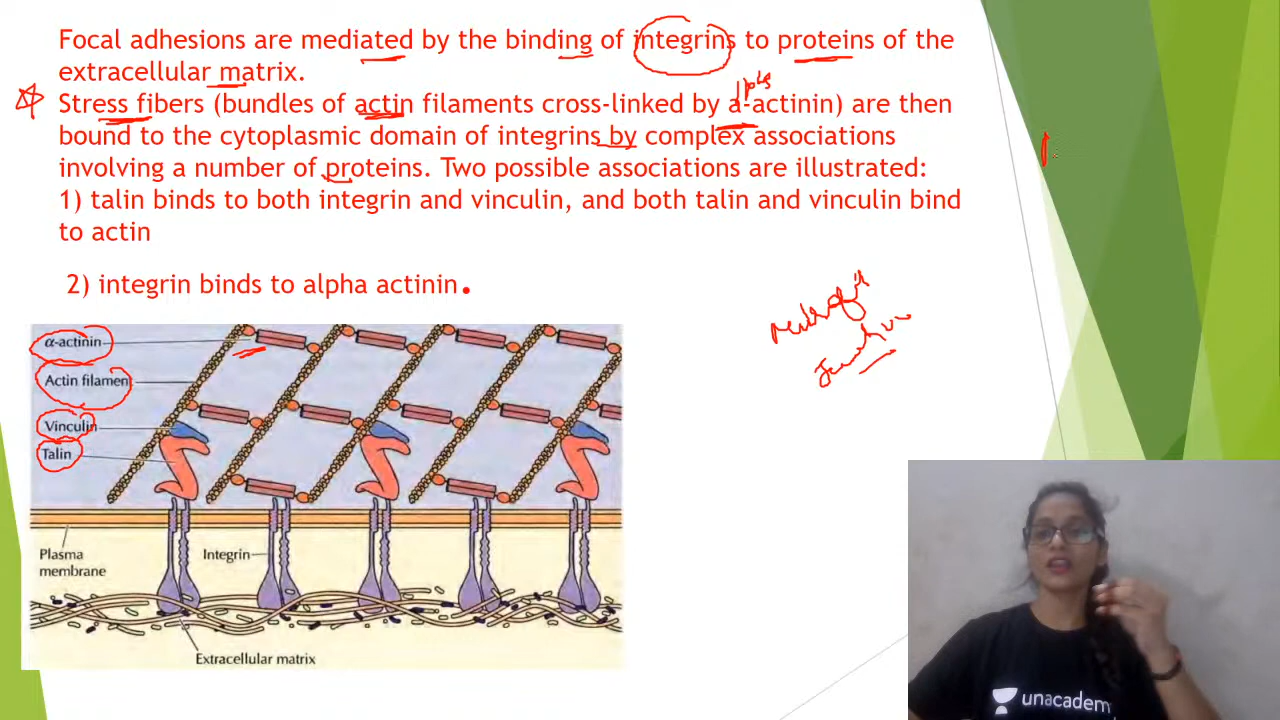 Focal adhesions are mediated by the binding of integrins to proteins of the
extracellular matrix.
Stress fibers (bundles of actin filaments cross-linked by a-actinin) are then
bound to the cytoplasmic domain of integrins by complex associations
involving a number of proteins. Two possible associations are illustrated:
1) talin binds to both integrin and vinculin, and both talin and vinculin bind
to actin
2) integrin binds to alpha actinin.
α-actinin
Actin filament
Vinculin
Talin
Plasma
membrane
Integrin
Extracellular matrix
unacademy